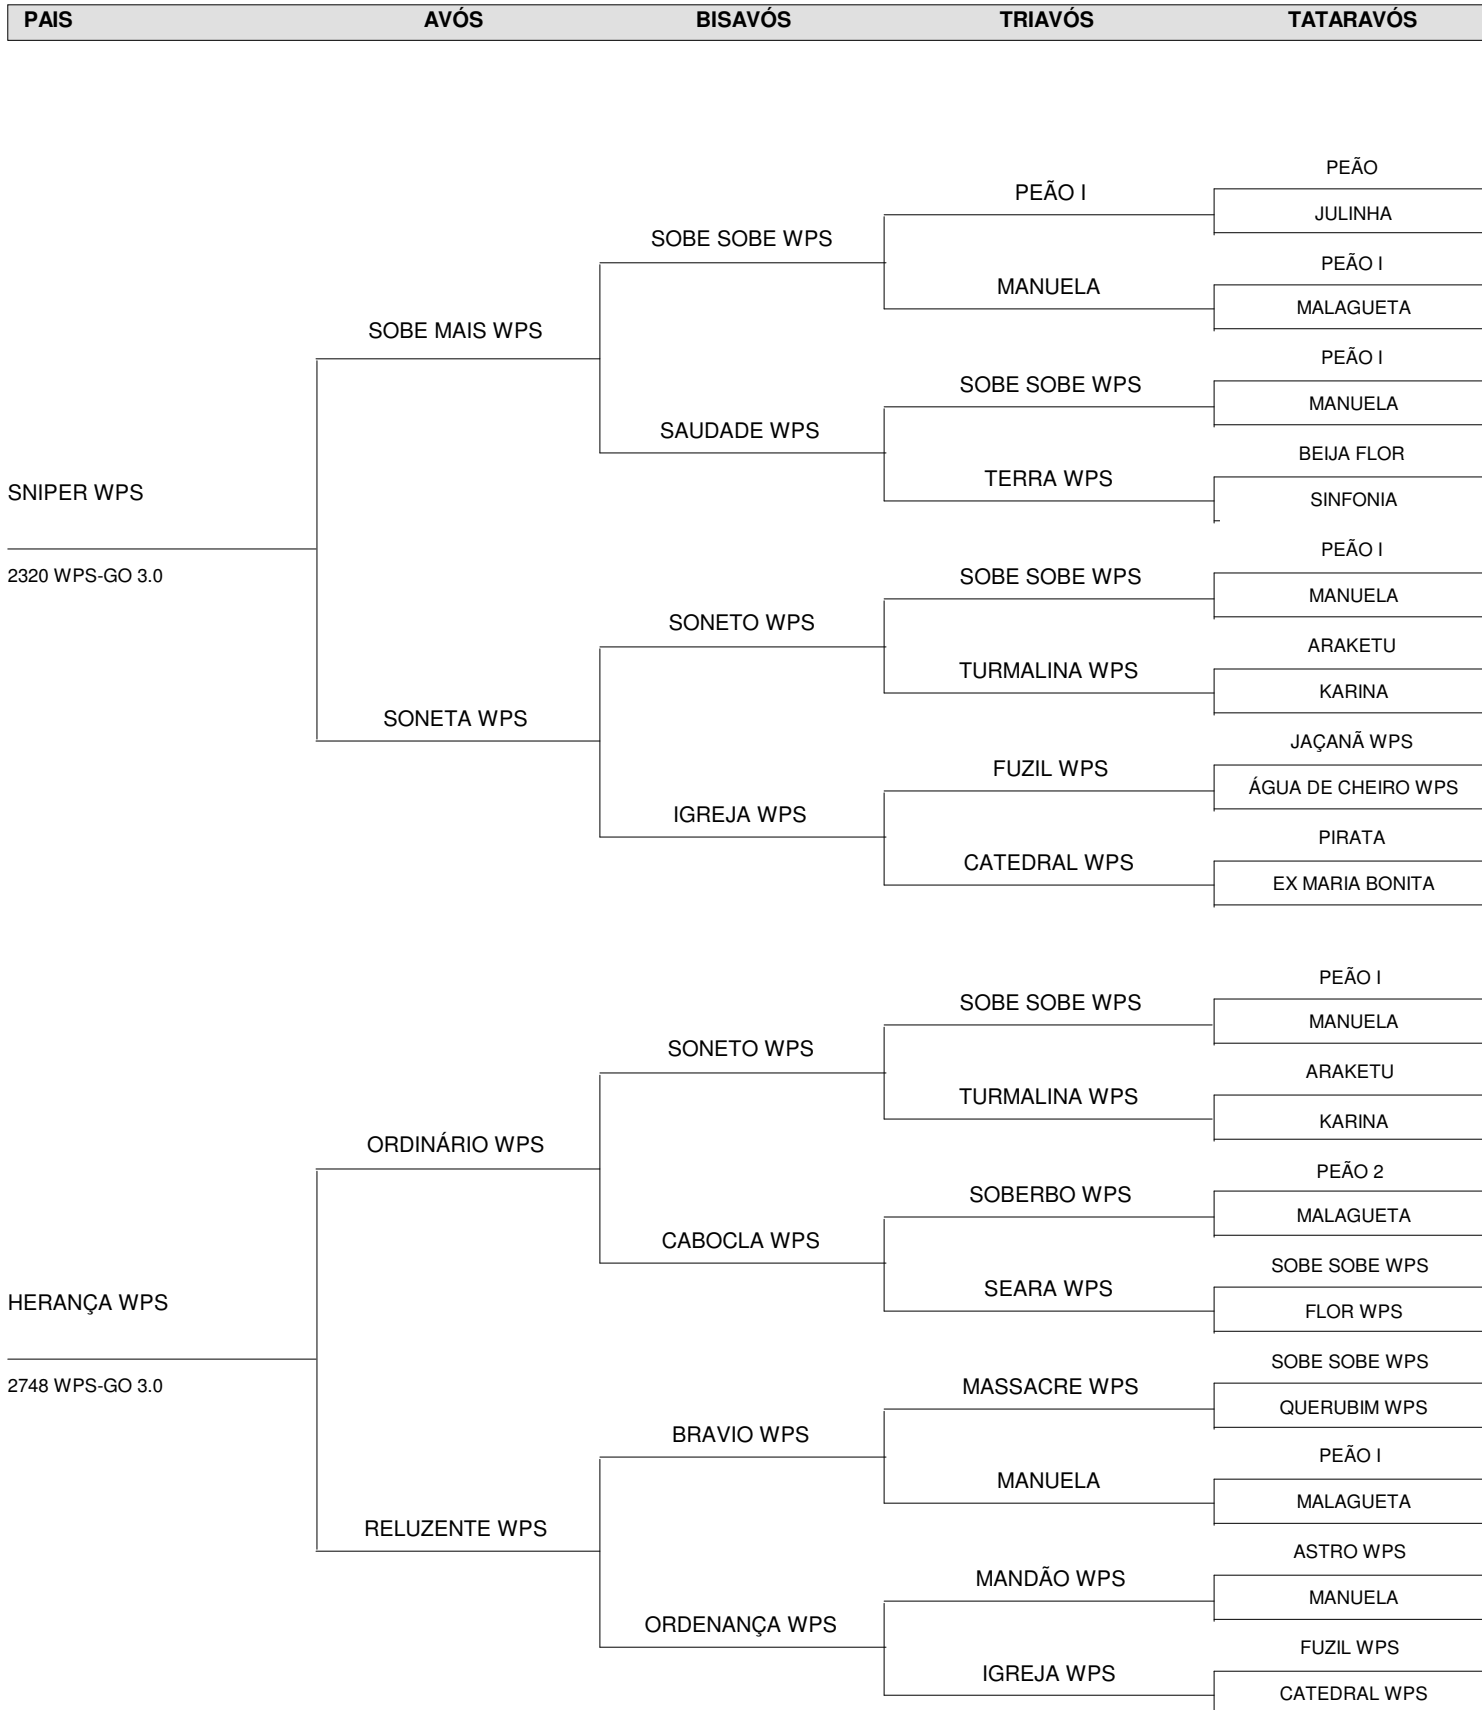 PAIS AVÓS BISAVÓS TRIAVÓS TATARAVÓS
PEÃO
PEÃO I
JULINHA
SOBE SOBE WPS
PEÃO I
MANUELA
MALAGUETA
SOBE MAIS WPS
PEÃO I
SOBE SOBE WPS
MANUELA
SAUDADE WPS
BEIJA FLOR
TERRA WPS
SINFONIA
SNIPER WPS
2320 WPS-GO 3.0
PEÃO I
SOBE SOBE WPS
MANUELA
SONETO WPS
ARAKETU
TURMALINA WPS
KARINA
SONETA WPS
JAÇANÃ WPS
FUZIL WPS
ÁGUA DE CHEIRO WPS
IGREJA WPS
PIRATA
CATEDRAL WPS
EX MARIA BONITA
PEÃO I
SOBE SOBE WPS
MANUELA
SONETO WPS
ARAKETU
TURMALINA WPS
KARINA
ORDINÁRIO WPS
PEÃO 2
SOBERBO WPS
MALAGUETA
CABOCLA WPS
SOBE SOBE WPS
SEARA WPS
FLOR WPS
HERANÇA WPS
2748 WPS-GO 3.0
SOBE SOBE WPS
MASSACRE WPS
QUERUBIM WPS
BRAVIO WPS
PEÃO I
MANUELA
MALAGUETA
RELUZENTE WPS
ASTRO WPS
MANDÃO WPS
MANUELA
ORDENANÇA WPS
FUZIL WPS
IGREJA WPS
CATEDRAL WPS